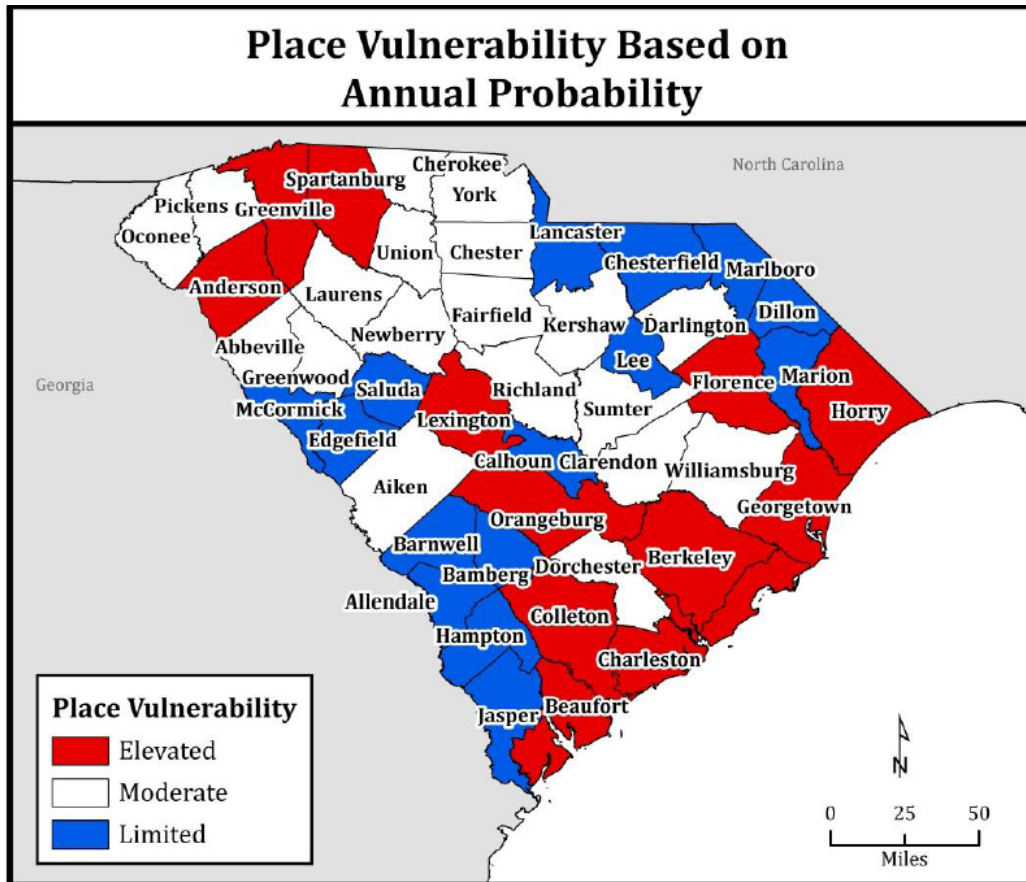 Place Vulnerability Based on
Annual Probability
North Carolina
Cherokee
Spartanburg
York
Pickens
Greenville
Oconee
Union
Chester
Lancaster
Chesterfield
Marlboro
Anderson
Laurens
Dillon
Fairfield
Kershaw
Darlington
Newberry
Abbeville
Lee
Georgia
Greenwood
Saluda
Richland
Florence
Marion
McCormick
Lexington
Sumter
Horry
Edgefield
Calhoun
Clarendon
Williamsburg
Aiken
Georgetown
Orangeburg
Barnwell
Berkeley
Dorchester
Bamberg
Allendale
Colleton
Hampton
Charleston
Beaufort
Jasper
Place Vulnerability
Elevated
Moderate
Limited
N
0 25 50
Miles